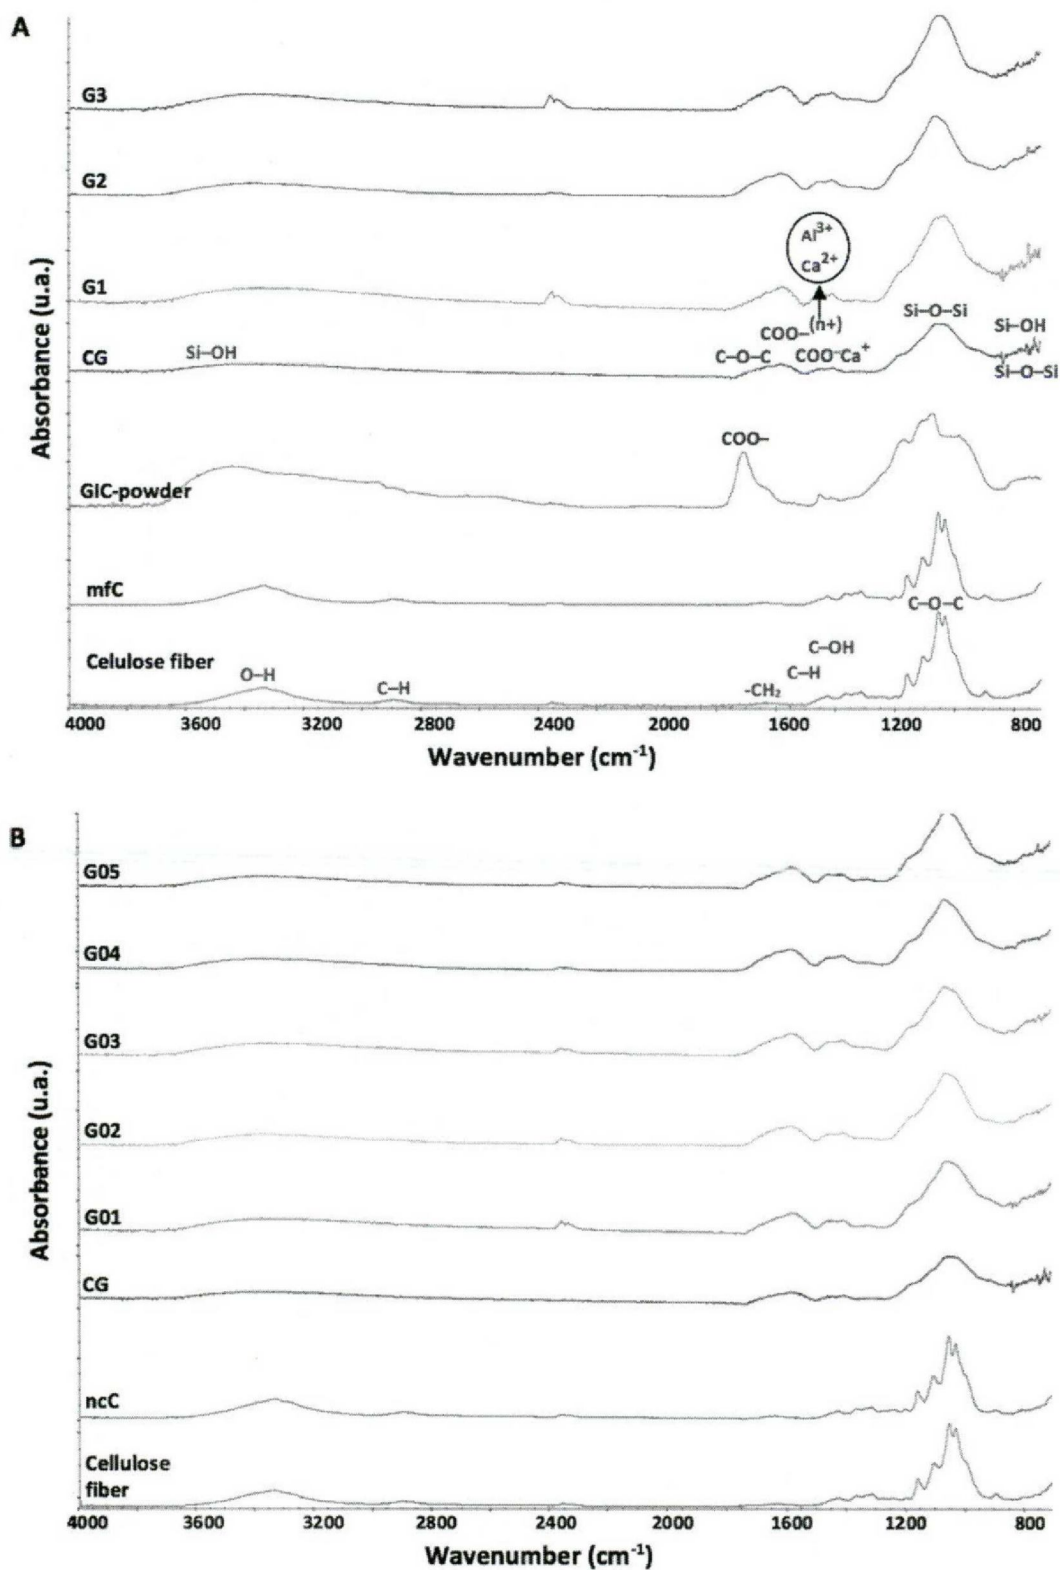 A
G3
G2
Al3+
Ca2+
G1
COO–(n+)
Si–O–Si
Si–OH
Si–OH
CG
C–O–C
COO–Ca+
Si–O–Si
COO–
GIC-powder
mfC
C–O–C
Celulose fiber
C–OH
O–H
C–H
C–H
-CH2
Absorbance (u.a.)
4000 3600 3200 2800 2400 2000 1600 1200 800
Wavenumber (cm-1)
B
G05
G04
G03
G02
G01
CG
ncC
Cellulose
fiber
Absorbance (u.a.)
4000 3600 3200 2800 2400 2000 1600 1200 800
Wavenumber (cm-1)